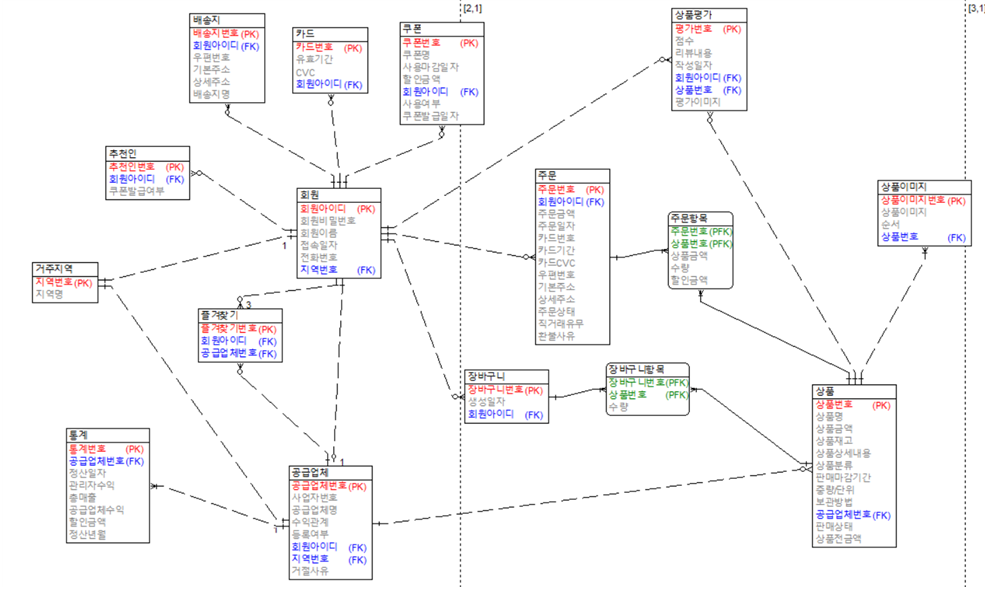 [2,1]
[3,1]
배송지
배송지번호 (PK)
회원아이디 (FK)
우편번호
기본주소
상세주소
배송지명
카드
카드번호 (PK)
유효기간
CVC
회원아이디 (FK)
쿠폰
쿠폰번호 (PK)
쿠폰명
사용마감일자
할인금액
회원아이디 (FK)
사용여부
쿠폰발급일자
상품평가
평가번호 (PK)
점수
리뷰내용
작성일자
회원아이디 (FK)
상품번호 (FK)
평가이미지
추천인
추천인번호 (PK)
회원아이디 (FK)
쿠폰발급여부
회원
회원아이디 (PK)
회원비밀번호
회원이름
접속일자
전화번호
지역번호 (FK)
1
주문
주문번호 (PK)
회원아이디 (FK)
주문금액
주문일자
카드번호
카드기간
카드CVC
우편번호
기본주소
상세주소
주문상태
직거래유무
환불사유
주문항목
주문번호 (PFK)
상품번호 (PFK)
상품금액
수량
할인금액
상품이미지
상품이미지번호 (PK)
상품이미지
순서
상품번호 (FK)
거주지역
지역번호 (PK)
지역명
3
즐겨찾기
즐겨찾기번호 (PK)
회원아이디 (FK)
공급업체번호 (FK)
장바구니
장바구니번호 (PK)
생성일자
회원아이디 (FK)
장바구니항목
장바구니번호 (PFK)
상품번호 (PFK)
수량
상품
상품번호 (PK)
상품명
상품금액
상품재고
상품상세내용
상품분류
판매마감기간
중량/단위
보관방법
공급업체번호 (FK)
판매상태
상품전금액
통계
통계번호 (PK)
공급업체번호 (FK)
정산일자
관리자수익
총매출
공급업체수익
할인금액
정산년월
1
공급업체
공급업체번호 (PK)
사업자번호
공급업체명
수익관계
등록여부
회원아이디 (FK)
지역번호 (FK)
거절사유
1